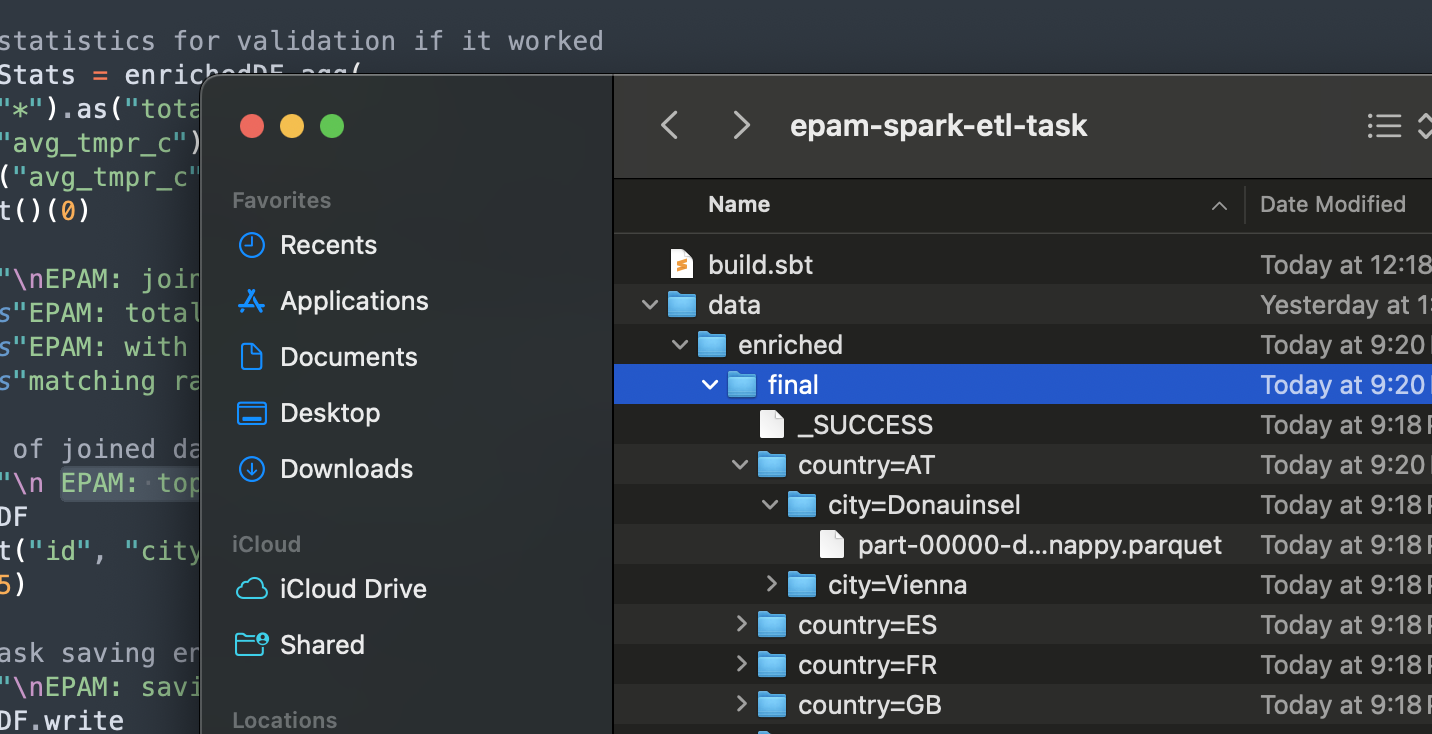 statistics for validation if it worked
Stats = enrichedDF.agg(
"*").as("tota
"avg_tmpr_c")
("avg_tmpr_c"
t()(0)
"\nEPAM: join
s"EPAM: total
s"EPAM: with
s"matching ra
of joined da
"\n EPAM: top
DF
t("id", "city
5)
ask saving en
"\nEPAM: savi
DF.write
Favorites
Recents
Applications
Documents
Desktop
Downloads
iCloud
iCloud Drive
Shared
Locations
epam-spark-etl-task
Name Date Modified
build.sbt Today at 12:18
data Yesterday at 1
enriched Today at 9:20
final Today at 9:20
_SUCCESS Today at 9:18 P
country=AT Today at 9:20
city=Donauinsel Today at 9:18 P
part-00000-d...nappy.parquet Today at 9:18 P
city=Vienna Today at 9:18 P
country=ES Today at 9:18 P
country=FR Today at 9:18 P
country=GB Today at 9:18 P